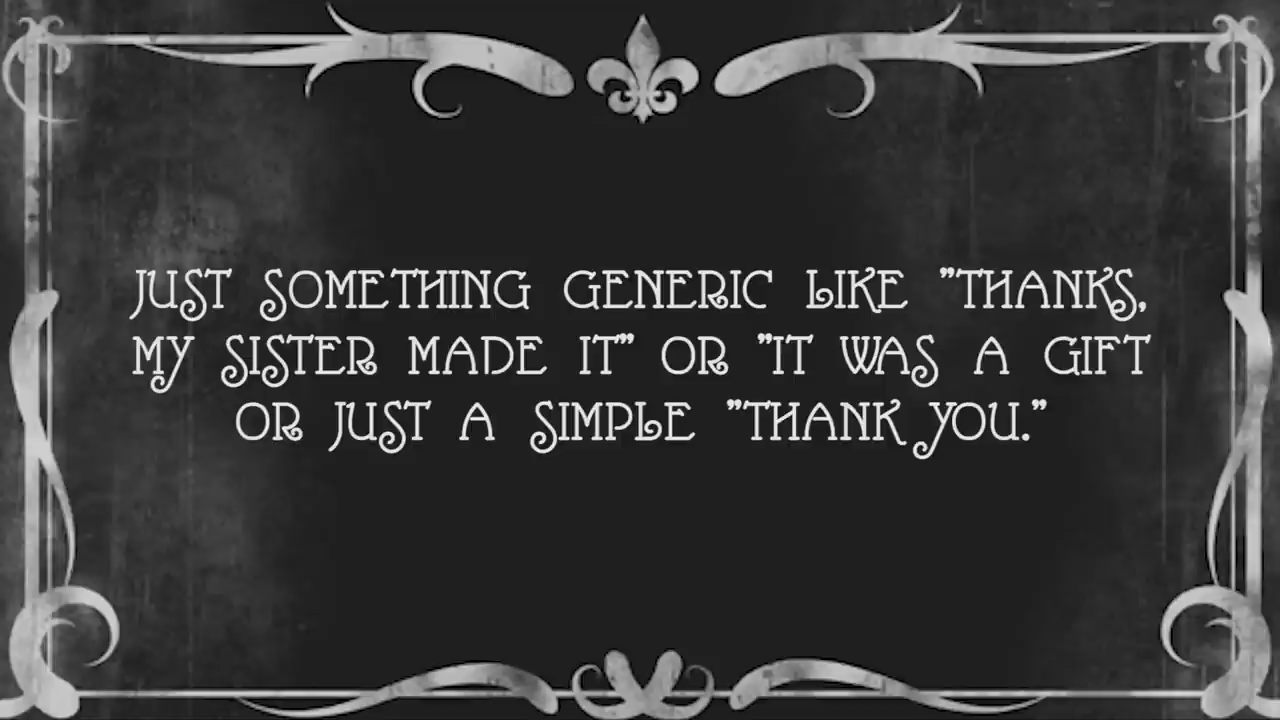 JUST SOMETHING GENERIC LIKE "THANKS,
MY SISTER MADE IT" OR "IT WAS A GIFT
OR JUST A SIMPLE "THANK YOU."